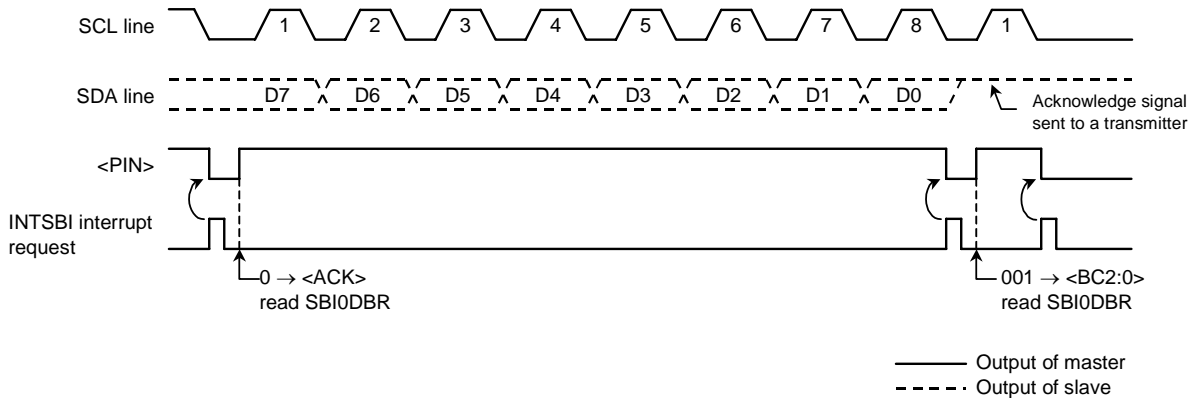 SCL line
1 2 3 4 5 6 7 8 1
SDA line
D7 D6 D5 D4 D3 D2 D1 D0
Acknowledge signal
sent to a transmitter
<PIN>
INTSBI interrupt
request
0 → <ACK>
read SBI0DBR
001 → <BC2:0>
read SBI0DBR
Output of master
Output of slave